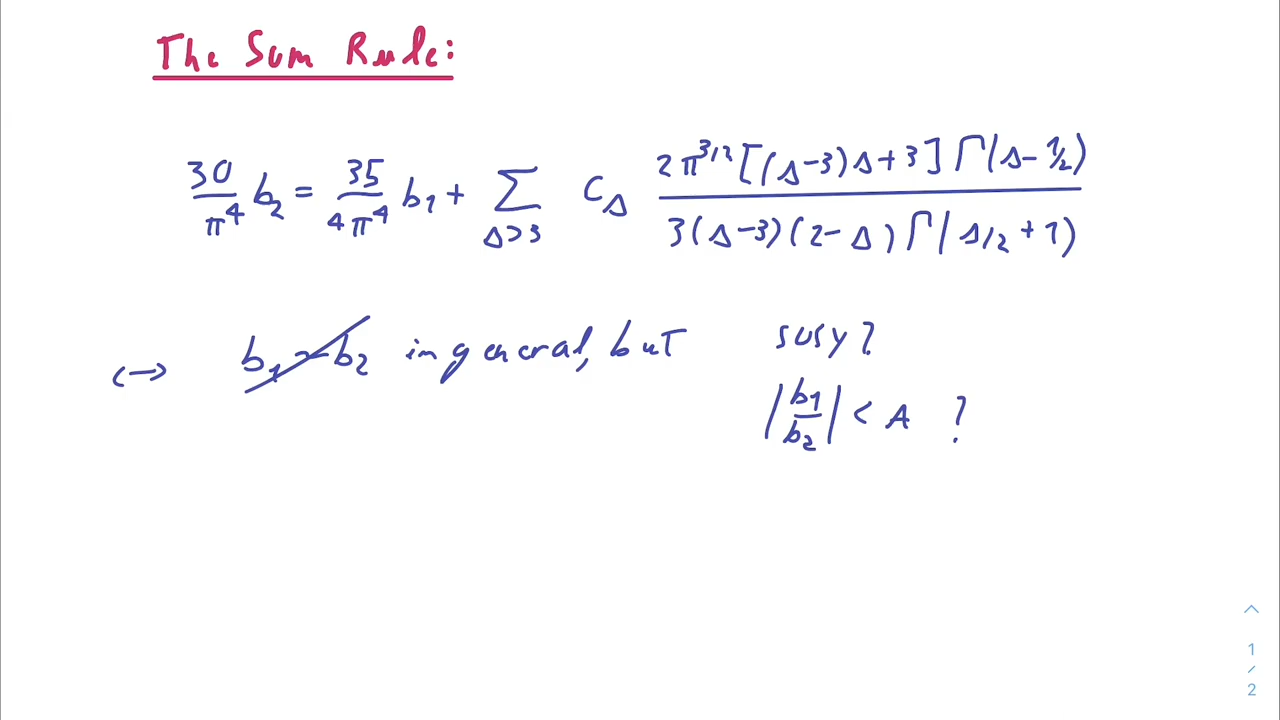 The Sum Rule:
30/π⁴ b₂ = 35/4π⁴ b₁ + Σ_{Δ>3} C_Δ 2π^{3/2}[(Δ-3)Δ+3]Γ(Δ-1/2) / 3(Δ-3)(2-Δ)Γ(Δ/2+1)
↔ b₁ ~ b₂ in general, but susy?
|b₁/b₂| < A ?
1
/
2